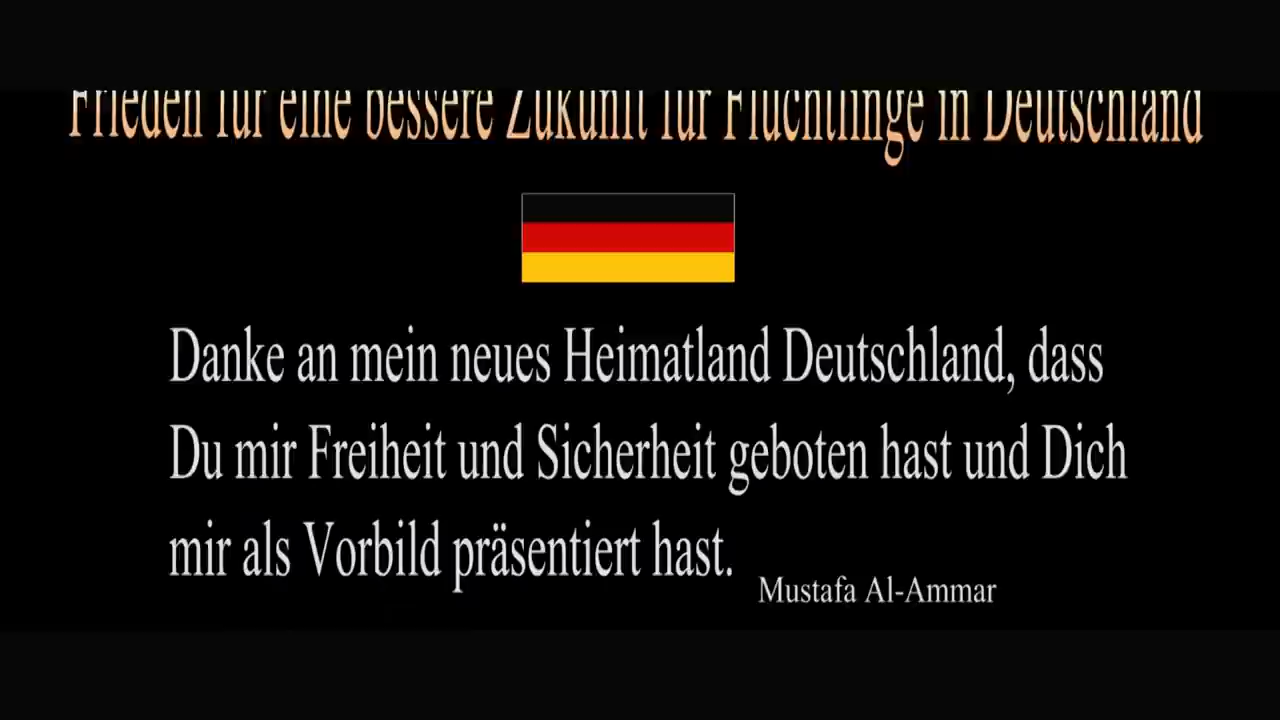 Frieden für eine bessere Zukunft für Flüchtlinge in Deutschland
Danke an mein neues Heimatland Deutschland, dass
Du mir Freiheit und Sicherheit geboten hast und Dich
mir als Vorbild präsentiert hast.
Mustafa Al-Ammar